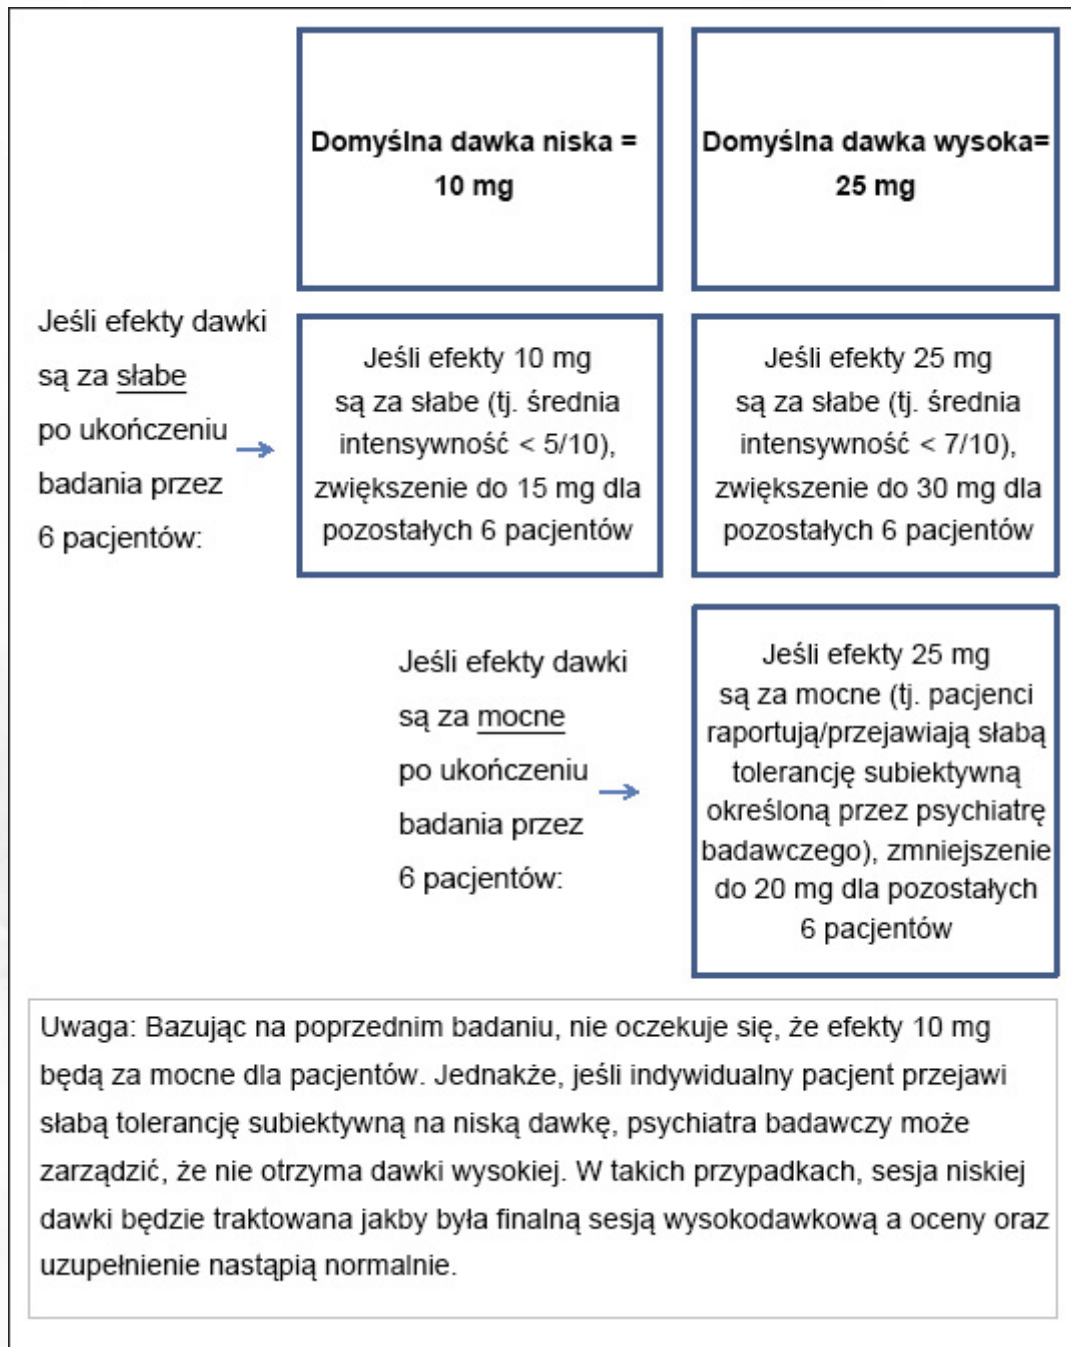 Domyślna dawka niska =
10 mg
Domyślna dawka wysoka=
25 mg
Jeśli efekty dawki
są za słabe
po ukończeniu
badania przez
6 pacjentów:
Jeśli efekty 10 mg
są za słabe (tj. średnia
intensywność < 5/10),
zwiększenie do 15 mg dla
pozostałych 6 pacjentów
Jeśli efekty 25 mg
są za słabe (tj. średnia
intensywność < 7/10),
zwiększenie do 30 mg dla
pozostałych 6 pacjentów
Jeśli efekty dawki
są za mocne
po ukończeniu
badania przez
6 pacjentów:
Jeśli efekty 25 mg
są za mocne (tj. pacjenci
raportują/przejawiają słabą
tolerancję subiektywną
określoną przez psychiatrę
badawczego), zmniejszenie
do 20 mg dla pozostałych
6 pacjentów
Uwaga: Bazując na poprzednim badaniu, nie oczekuje się, że efekty 10 mg
będą za mocne dla pacjentów. Jednakże, jeśli indywidualny pacjent przejawi
słabą tolerancję subiektywną na niską dawkę, psychiatra badawczy może
zarządzić, że nie otrzyma dawki wysokiej. W takich przypadkach, sesja niskiej
dawki będzie traktowana jakby była finalną sesją wysokodawkową a oceny oraz
uzupełnienie nastąpią normalnie.